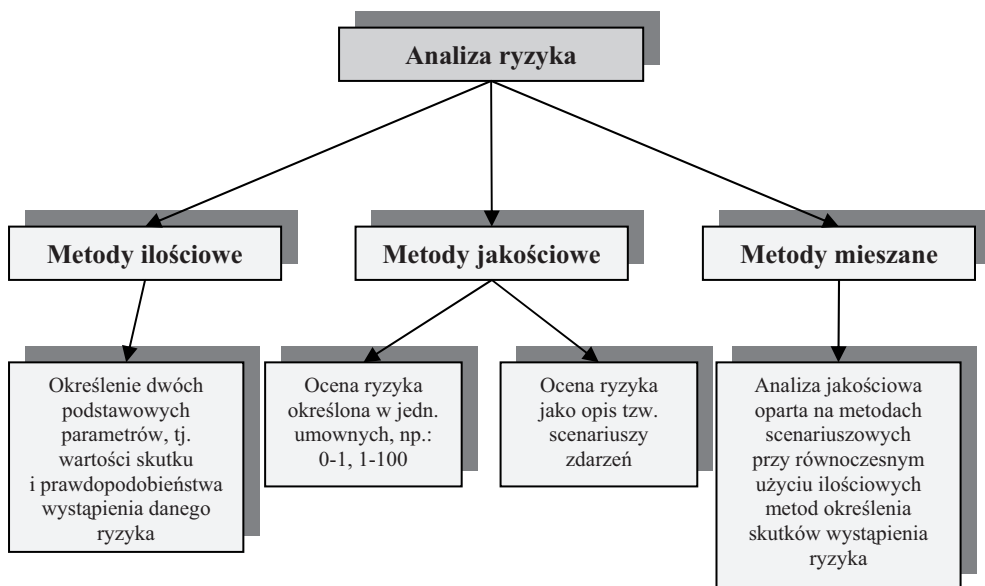 Analiza ryzyka
Metody ilościowe
Metody jakościowe
Metody mieszane
Określenie dwóch
podstawowych
parametrów, tj.
wartości skutku
i prawdopodobieństwa
wystąpienia danego
ryzyka
Ocena ryzyka
określona w jedn.
umownych, np.:
0-1, 1-100
Ocena ryzyka
jako opis tzw.
scenariuszy
zdarzeń
Analiza jakościowa
oparta na metodach
scenariuszowych
przy równoczesnym
użyciu ilościowych
metod określenia
skutków wystąpienia
ryzyka